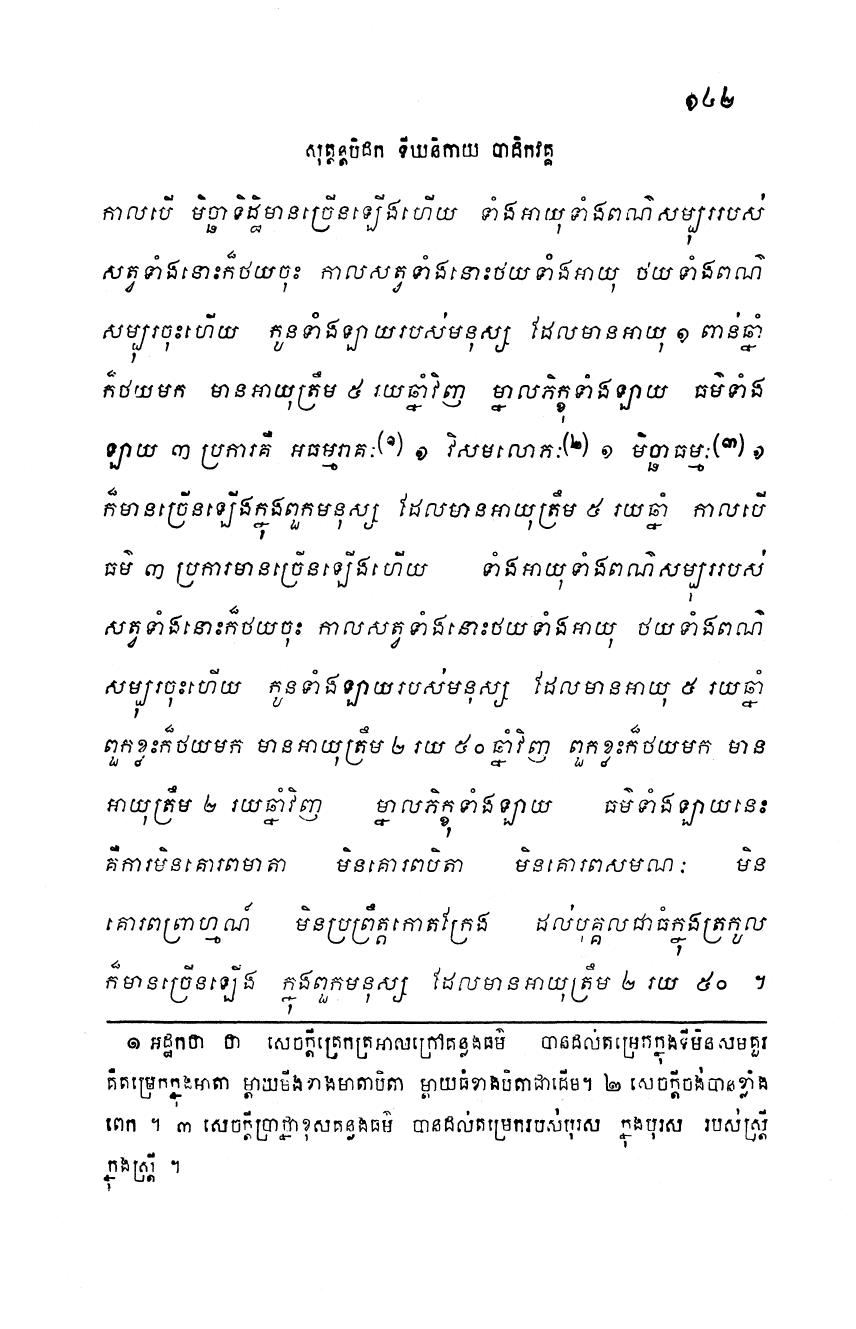 ១៤២
សុត្តន្តបិដក ទីឃនិកាយ បាដិកវគ្គ
កាលបើ មិច្ឆាទិដ្ឋិមានច្រើនឡើងហើយ ទាំងអាយុទាំងពណ៌សម្បុររបស់
សត្វទាំងនោះក៏ថយចុះ កាលសត្វទាំងនោះថយទាំងអាយុ ថយទាំងពណ៌
សម្បុរចុះហើយ កូនទាំងឡាយរបស់មនុស្ស ដែលមានអាយុ ១ ពាន់ឆ្នាំ
ក៏ថយមក មានអាយុត្រឹម ៥ រយឆ្នាំវិញ ម្នាលភិក្ខុទាំងឡាយ ធម៌ទាំង
ឡាយ ៣ ប្រការគឺ អធម្មរាគៈ(១) ១ វិសមលោភៈ(២) ១ មិច្ឆាធម្មៈ(៣) ១
ក៏មានច្រើនឡើងក្នុងពួកមនុស្ស ដែលមានអាយុត្រឹម ៥ រយឆ្នាំ កាលបើ
ធម៌ ៣ ប្រការមានច្រើនឡើងហើយ ទាំងអាយុទាំងពណ៌សម្បុររបស់
សត្វទាំងនោះក៏ថយចុះ កាលសត្វទាំងនោះថយទាំងអាយុ ថយទាំងពណ៌
សម្បុរចុះហើយ កូនទាំងឡាយរបស់មនុស្ស ដែលមានអាយុ ៥ រយឆ្នាំ
ពួកខ្លះក៏ថយមក មានអាយុត្រឹម ២ រយ ៥០ ឆ្នាំវិញ ពួកខ្លះក៏ថយមក មាន
អាយុត្រឹម ២ រយឆ្នាំវិញ ម្នាលភិក្ខុទាំងឡាយ ធម៌ទាំងឡាយនេះ
គឺការមិនគោរពមាតា មិនគោរពបិតា មិនគោរពសមណៈ មិន
គោរពព្រាហ្មណ៍ មិនប្រព្រឹត្តកោតក្រែង ដល់បុគ្គលជាធំក្នុងត្រកូល
ក៏មានច្រើនឡើង ក្នុងពួកមនុស្ស ដែលមានអាយុត្រឹម ២ រយ ៥០ ។
១ អដ្ឋកថា ថា សេចក្តីត្រេកត្រអាលក្រៅគន្លងធម៌ បានដល់តម្រេកក្នុងទីមិនសមគួរ
គឺតម្រេកក្នុងមាតា ម្តាយមីងខាងមាតាបិតា ម្តាយធំខាងបិតាជាដើម។ ២ សេចក្តីចង់បានខ្លាំង
ពេក ។ ៣ សេចក្តីប្រាថ្នាខុសគន្លងធម៌ បានដល់តម្រេករបស់បុរស ក្នុងបុរស របស់ស្ត្រី
ក្នុងស្ត្រី ។